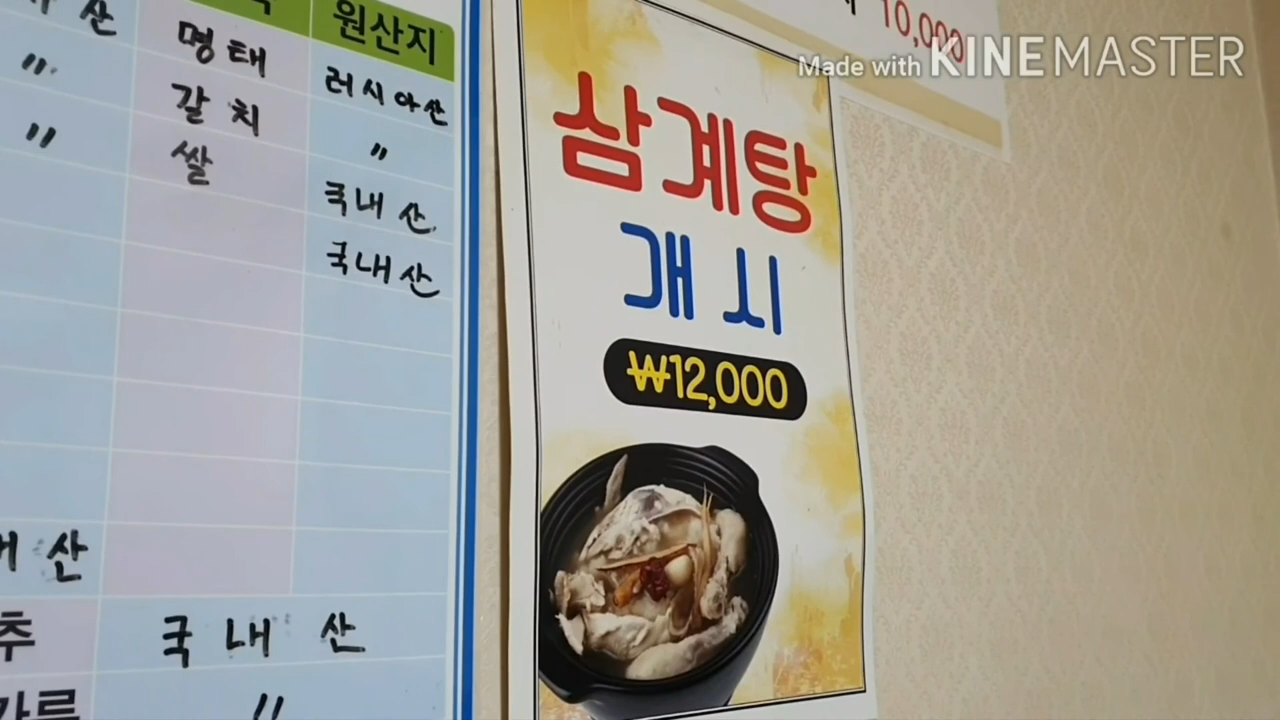 원산지
명태 러시아산
갈치 〃
쌀 국내산
국내산
산
〃
〃
산
추 국내산
가루 〃
삼계탕
개시
₩12,000
10,000
Made with KINEMASTER